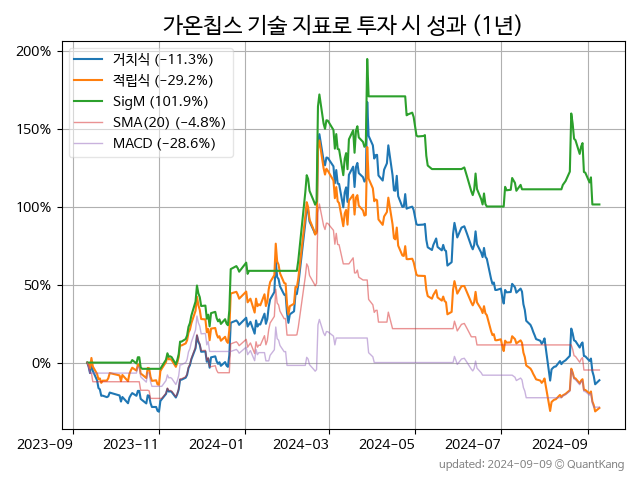 가온칩스 기술 지표로 투자 시 성과 (1년)
200%
150%
100%
50%
0%
거치식 (−11.3%)
적립식 (−29.2%)
SigM (101.9%)
SMA(20) (−4.8%)
MACD (−28.6%)
2023-09 2023-11 2024-01 2024-03 2024-05 2024-07 2024-09
updated: 2024-09-09 © QuantKang